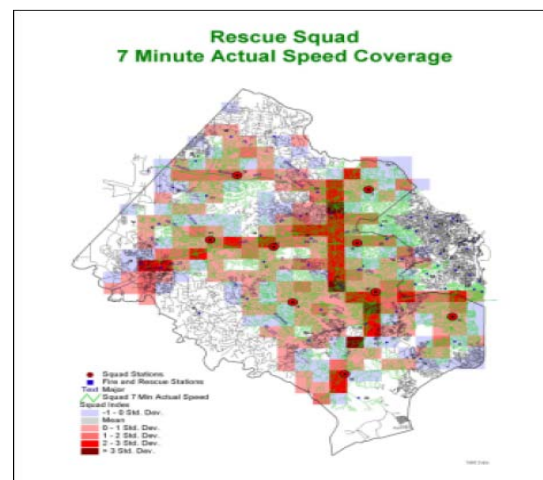 Rescue Squad
7 Minute Actual Speed Coverage
Squad Stations
Fire and Rescue Stations
Text Major
Squad 7 Min Actual Speed
Squad Index
-1 - 0 Std. Dev.
Mean
0 - 1 Std. Dev.
1 - 2 Std. Dev.
2 - 3 Std. Dev.
> 3 Std. Dev.